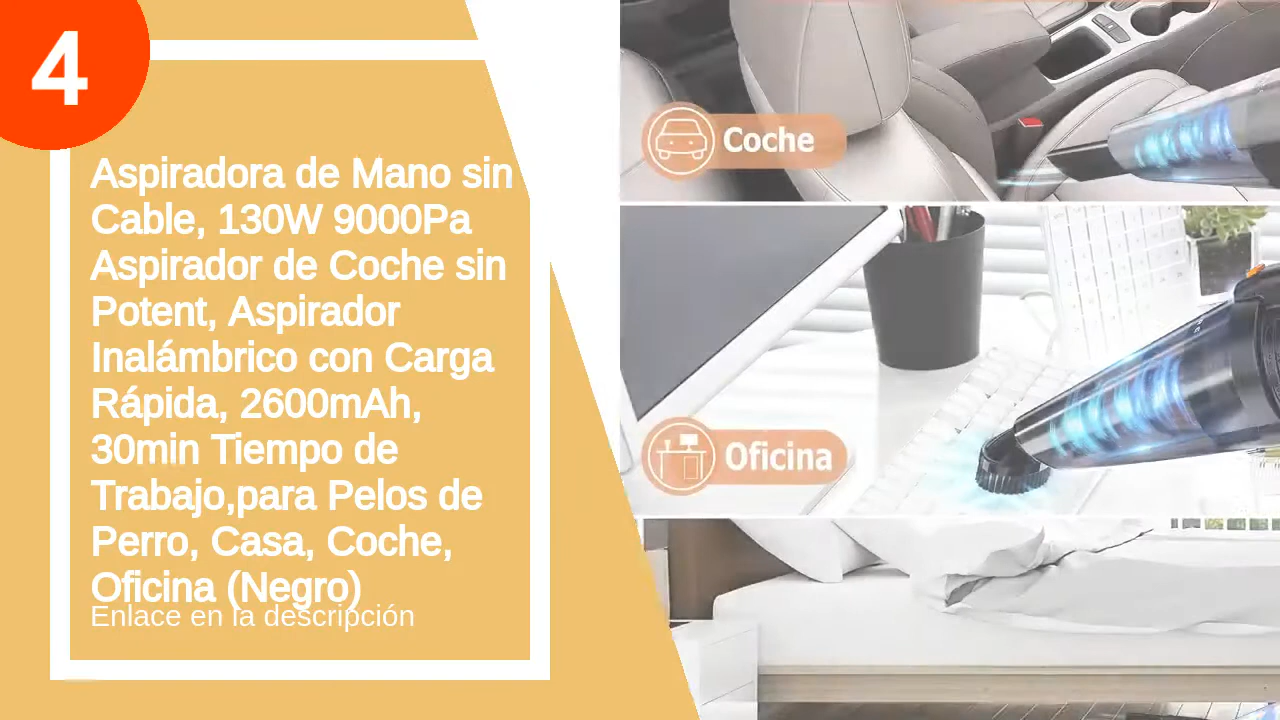 4
Aspiradora de Mano sin
Cable, 130W 9000Pa
Aspirador de Coche sin
Potent, Aspirador
Inalámbrico con Carga
Rápida, 2600mAh,
30min Tiempo de
Trabajo,para Pelos de
Perro, Casa, Coche,
Oficina (Negro)
Enlace en la descripción
Coche
Oficina